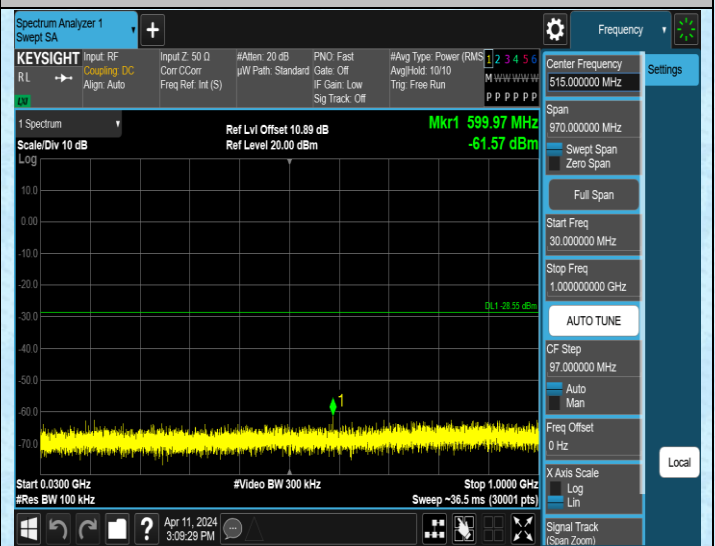 Spectrum Analyzer 1
Swept SA
+
Frequency
KEYSIGHT
RL
LXI
Input: RF
Coupling: DC
Align: Auto
Input Z: 50 Ω
Corr CCorr
Freq Ref: Int (S)
#Atten: 20 dB
µW Path: Standard
PNO: Fast
Gate: Off
IF Gain: Low
Sig Track: Off
#Avg Type: Power (RMS
Avg|Hold: 10/10
Trig: Free Run
1 2 3 4 5 6
M W W W W W
P P P P P P
Center Frequency
515.000000 MHz
Settings
1 Spectrum
Scale/Div 10 dB
Ref Lvl Offset 10.89 dB
Ref Level 20.00 dBm
Mkr1 599.97 MHz
-61.57 dBm
Span
970.000000 MHz
Swept Span
Zero Span
Full Span
Start Freq
30.000000 MHz
Stop Freq
1.000000000 GHz
AUTO TUNE
CF Step
97.000000 MHz
Auto
Man
Freq Offset
0 Hz
X Axis Scale
Log
Lin
Signal Track
(Span Zoom)
Local
Log
10.0
0.00
-10.0
-20.0
-30.0
-40.0
-50.0
-60.0
-70.0
DL1 -28.55 dBm
1
Start 0.0300 GHz
#Res BW 100 kHz
#Video BW 300 kHz
Stop 1.0000 GHz
Sweep ~36.5 ms (30001 pts)
?
Apr 11, 2024
3:09:29 PM